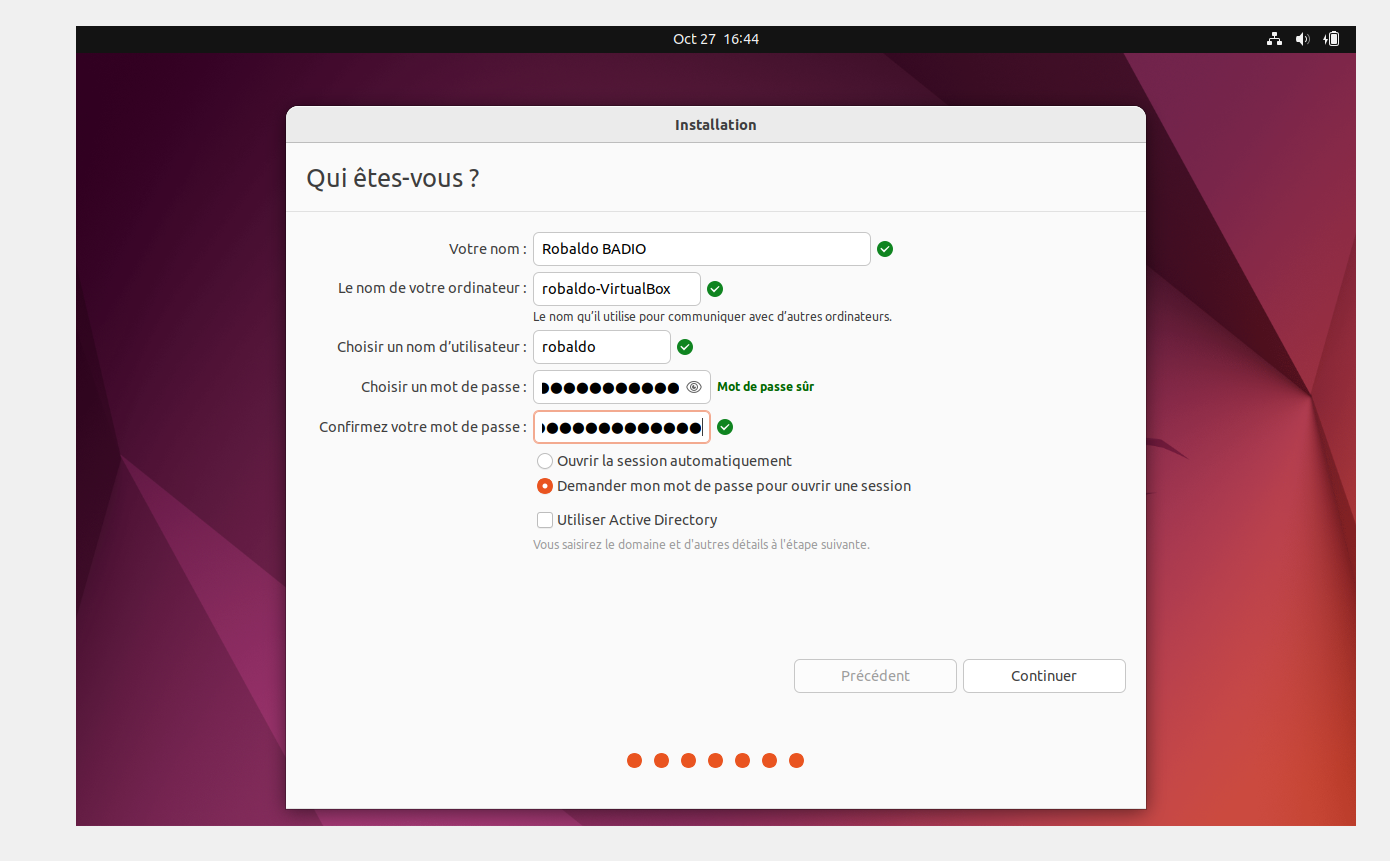 Oct 27 16:44
Installation
Qui êtes-vous ?
Votre nom : Robaldo BADIO
Le nom de votre ordinateur : robaldo-VirtualBox
Le nom qu’il utilise pour communiquer avec d’autres ordinateurs.
Choisir un nom d’utilisateur : robaldo
Choisir un mot de passe : ●●●●●●●●●●● Mot de passe sûr
Confirmez votre mot de passe : ●●●●●●●●●●●●●
Ouvrir la session automatiquement
Demander mon mot de passe pour ouvrir une session
Utiliser Active Directory
Vous saisirez le domaine et d'autres détails à l'étape suivante.
Précédent Continuer